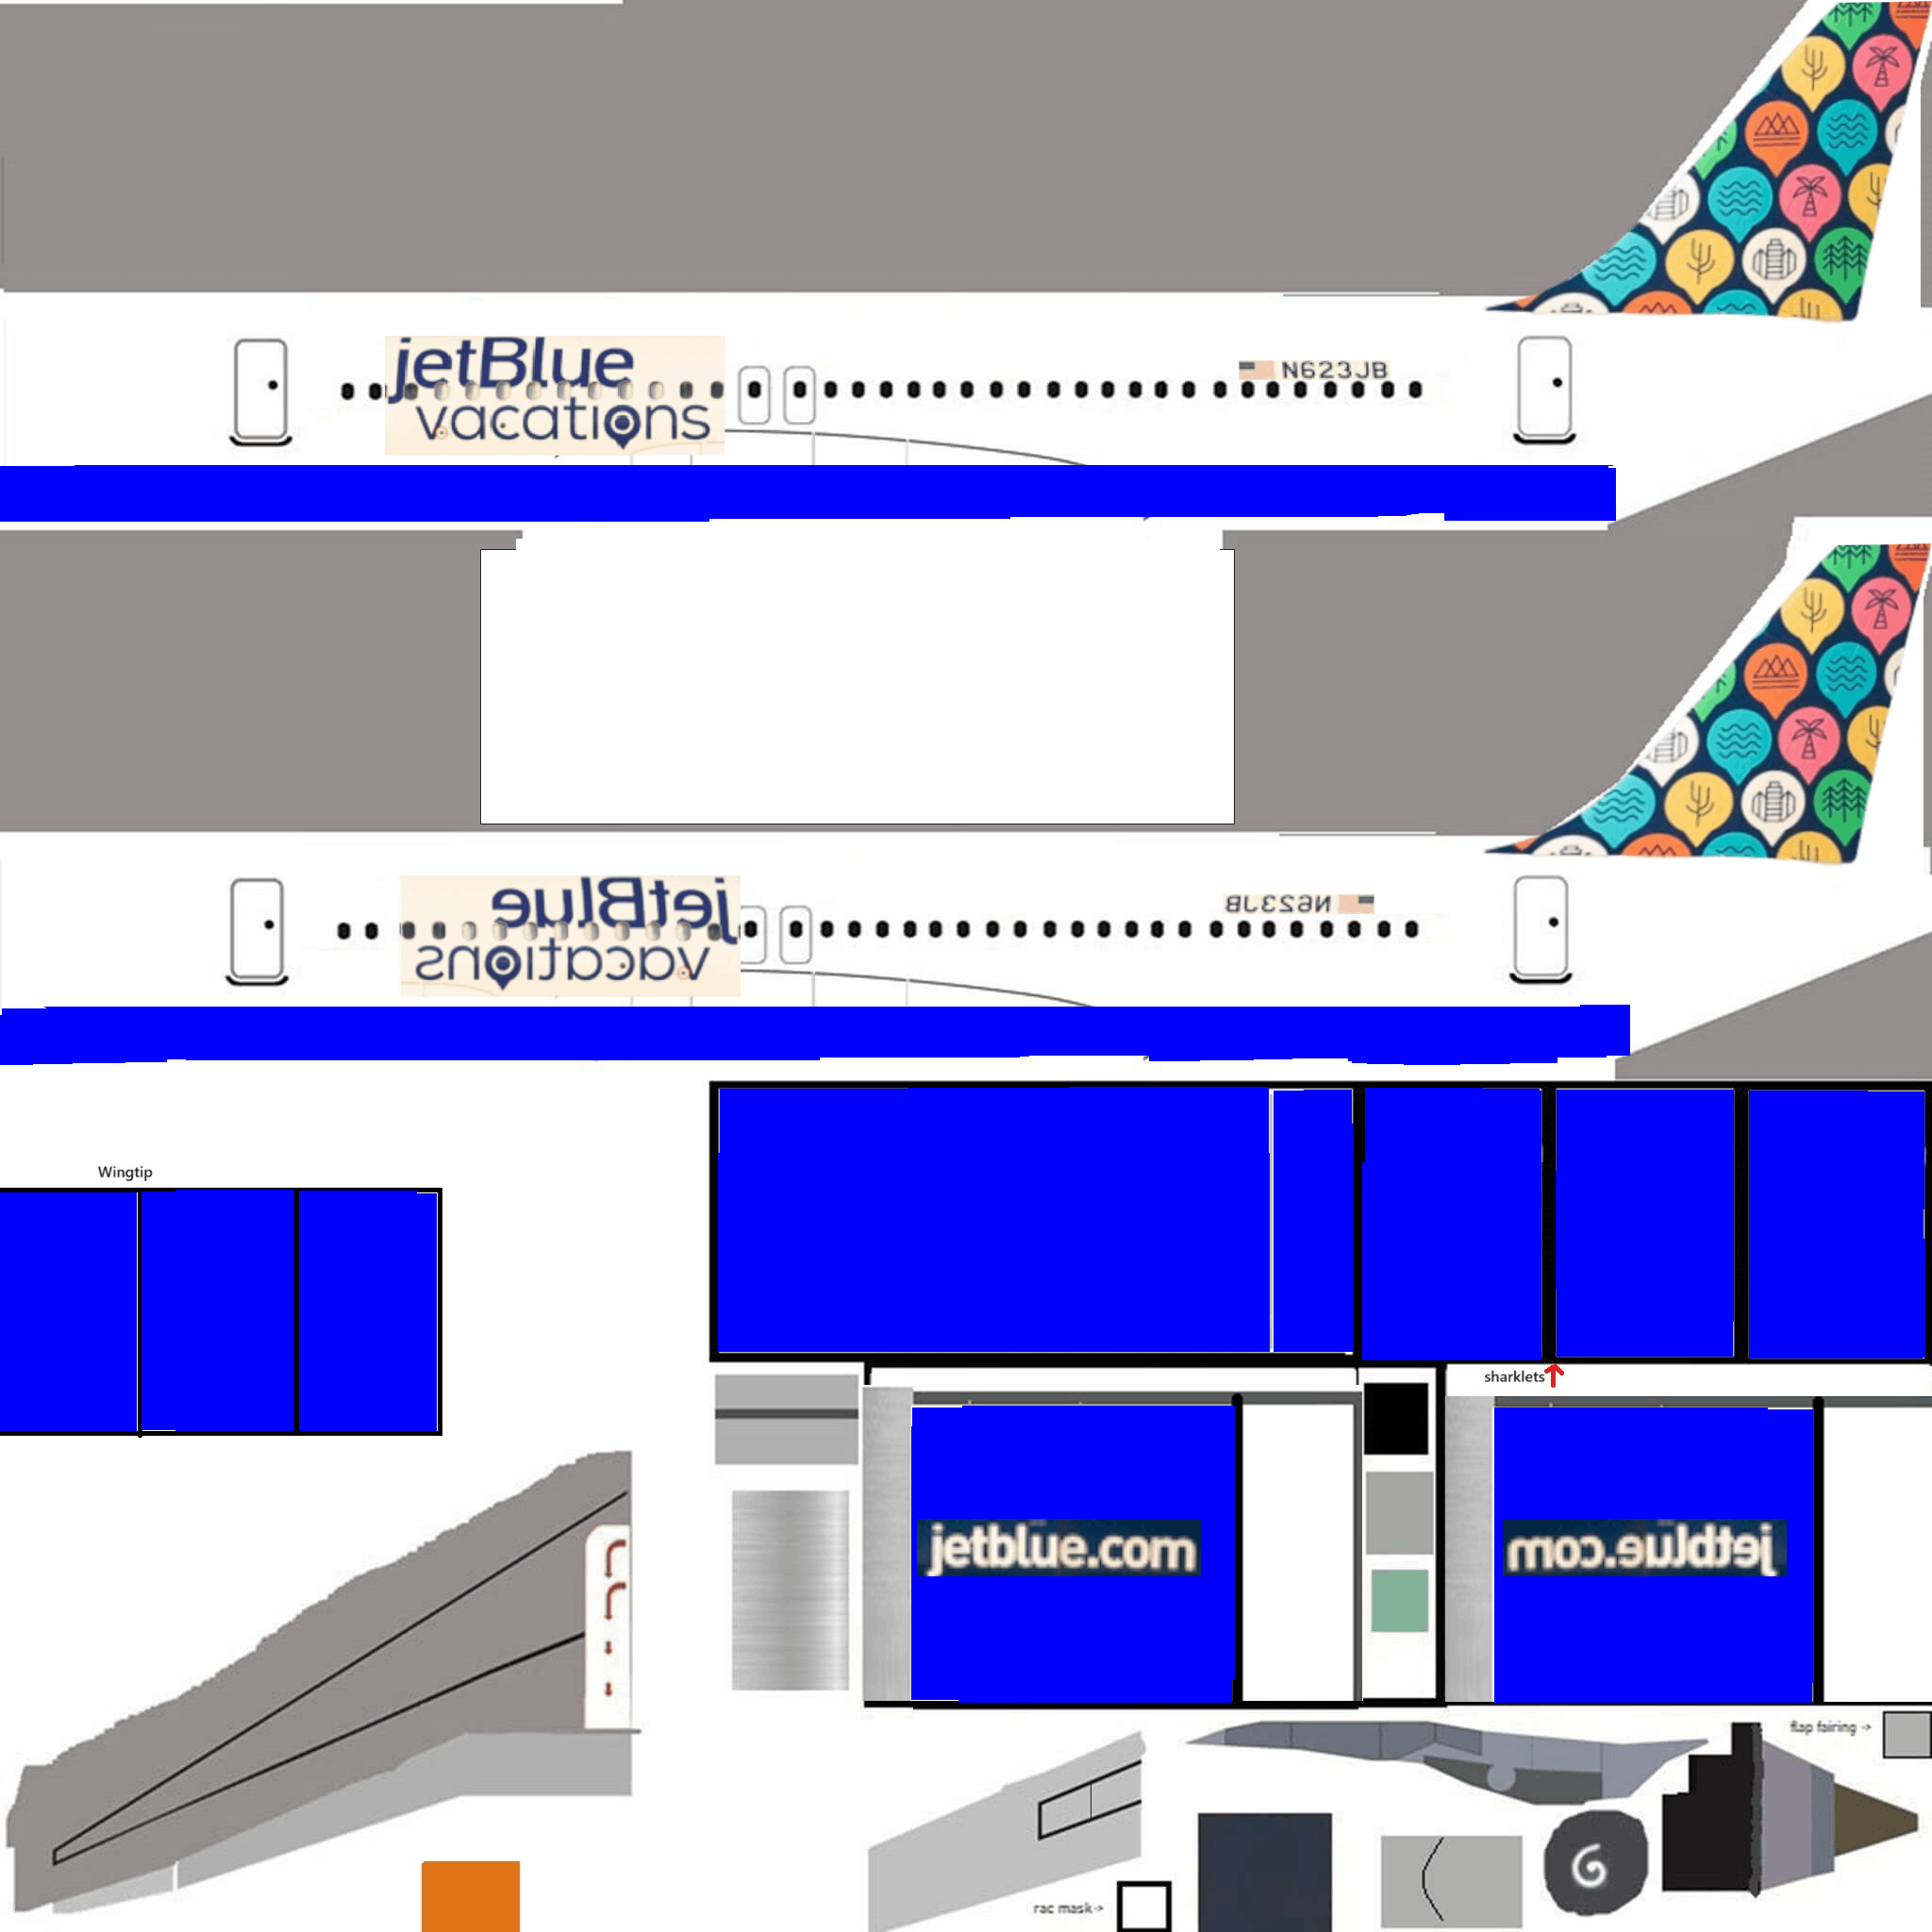 jetBlue
vacations
N623JB
jetBlue
vacations
N623JB
Wingtip
sharklets
jetblue.com
jetblue.com
flap fairing ->
rac mask->